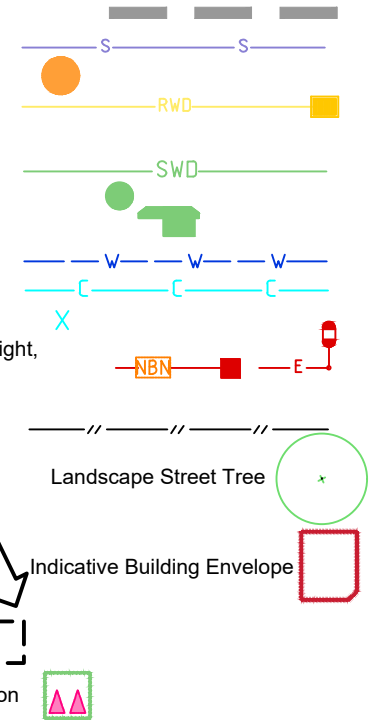 S S
RWD
SWD
W W W
C C C
X
ight,
NBN E
// // //
Landscape Street Tree
Indicative Building Envelope
on